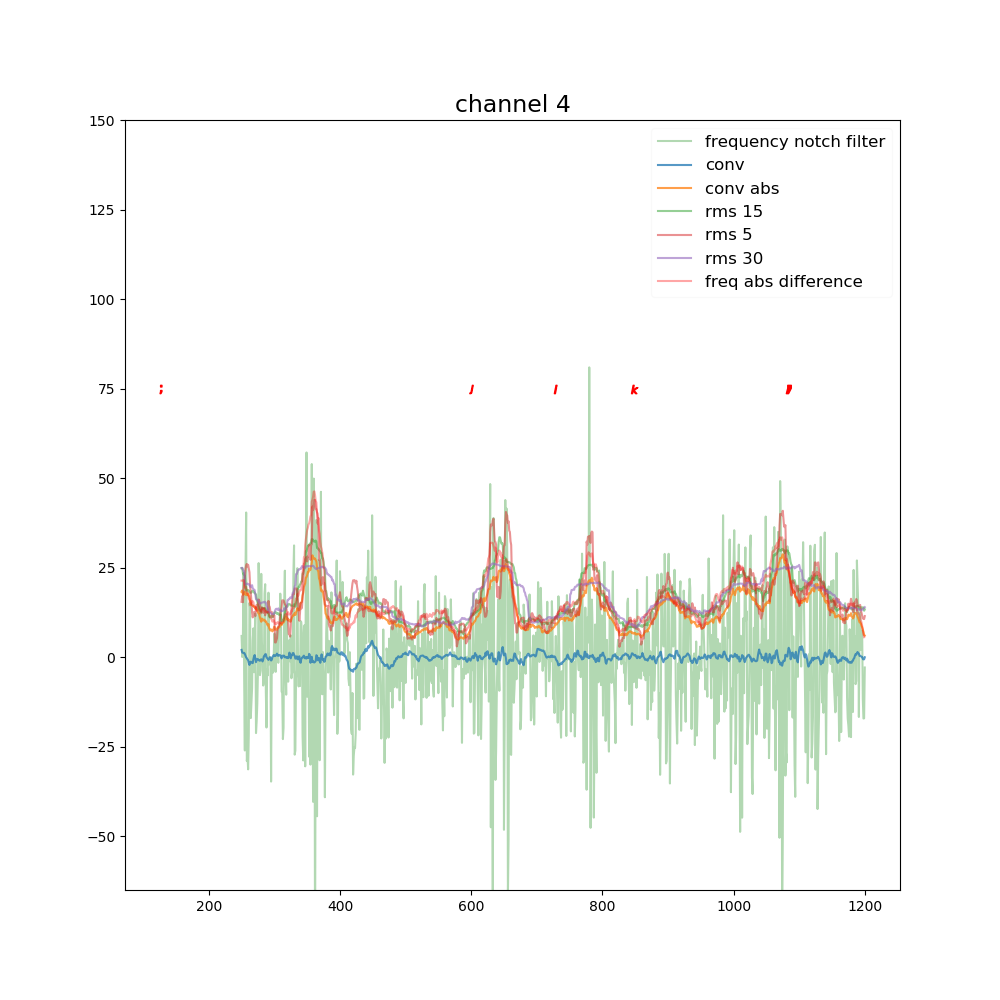 channel 4
150
125
100
75
50
25
0
−25
−50
frequency notch filter
conv
conv abs
rms 15
rms 5
rms 30
freq abs difference
; j l k
200 400 600 800 1000 1200